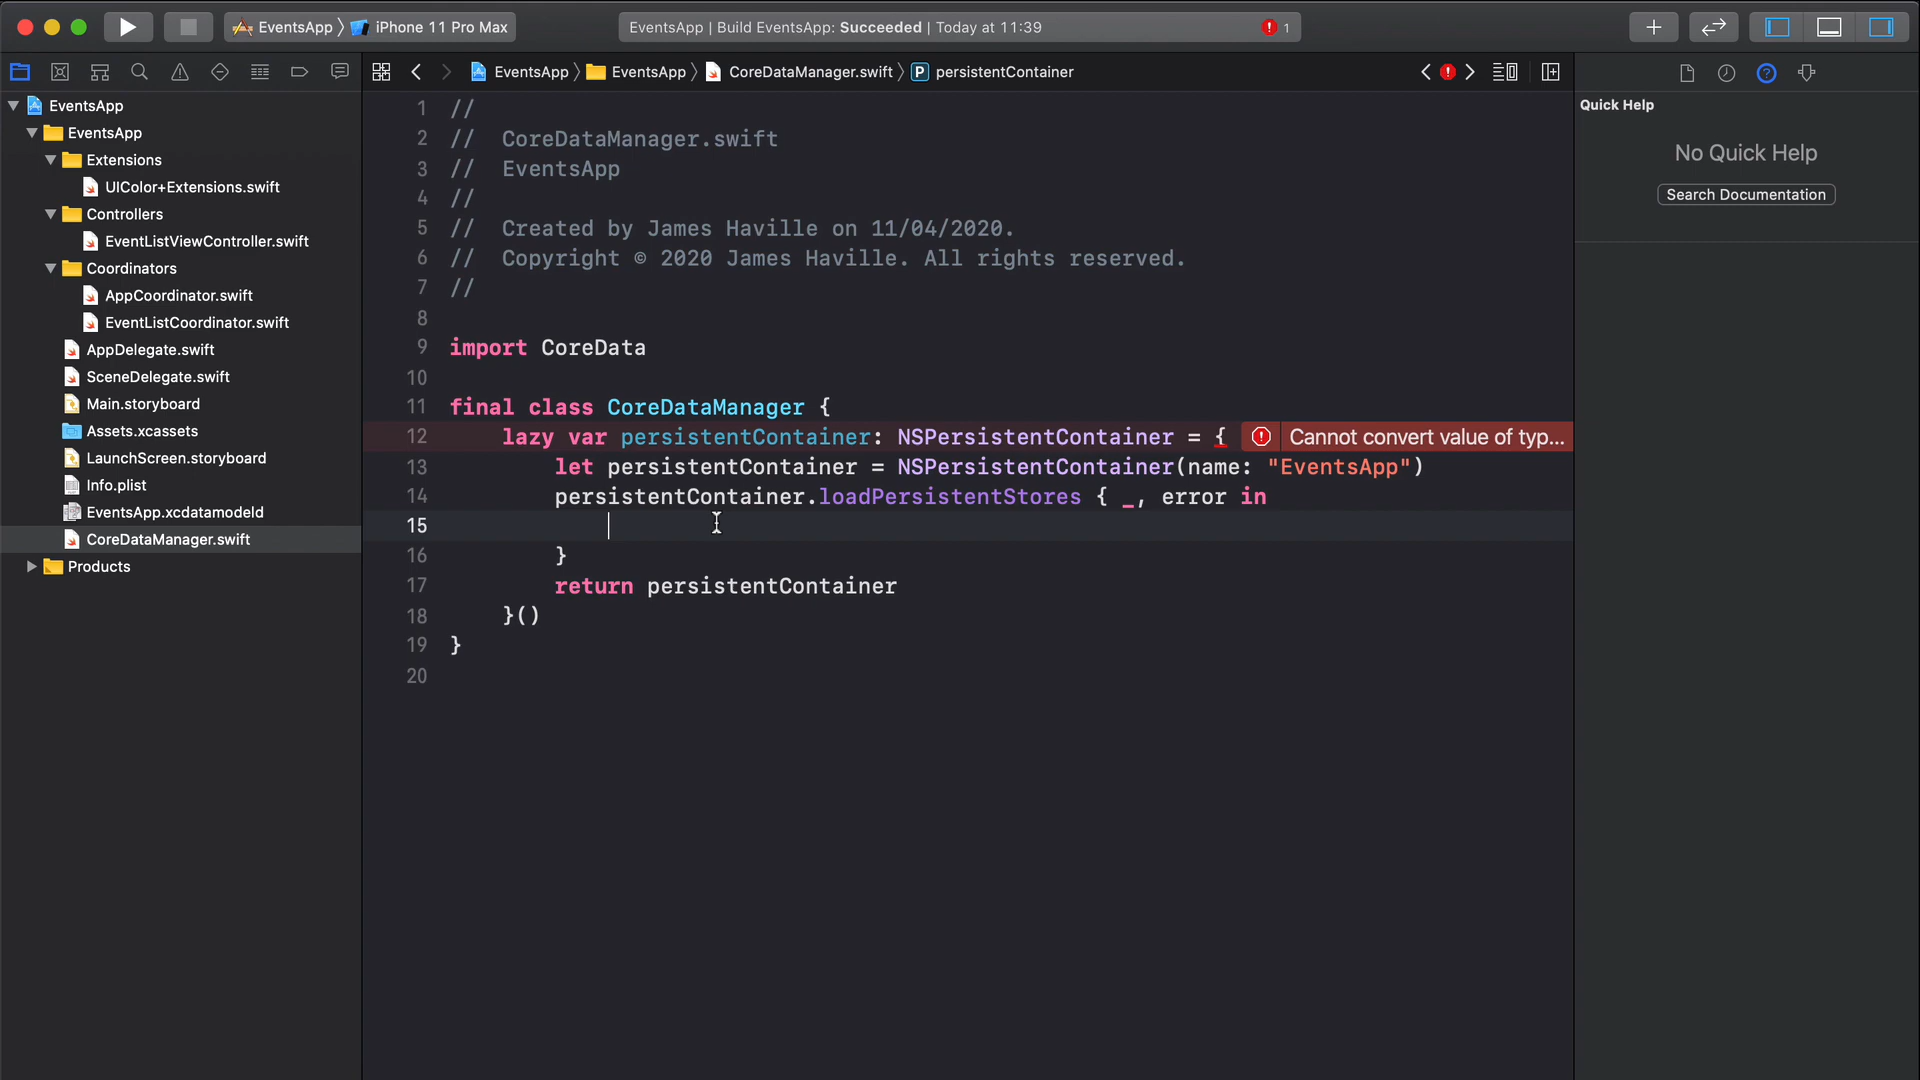 EventsApp
iPhone 11 Pro Max
EventsApp | Build EventsApp: Succeeded | Today at 11:39
1
EventsApp
EventsApp
CoreDataManager.swift
P
persistentContainer
EventsApp
EventsApp
Extensions
UIColor+Extensions.swift
Controllers
EventListViewController.swift
Coordinators
AppCoordinator.swift
EventListCoordinator.swift
AppDelegate.swift
SceneDelegate.swift
Main.storyboard
Assets.xcassets
LaunchScreen.storyboard
Info.plist
EventsApp.xcdatamodeld
CoreDataManager.swift
Products
1 //
2 //  CoreDataManager.swift
3 //  EventsApp
4 //
5 //  Created by James Haville on 11/04/2020.
6 //  Copyright © 2020 James Haville. All rights reserved.
7 //
8
9 import CoreData
10
11 final class CoreDataManager {
12     lazy var persistentContainer: NSPersistentContainer = { Cannot convert value of typ...
13         let persistentContainer = NSPersistentContainer(name: "EventsApp")
14         persistentContainer.loadPersistentStores { _, error in
15
16         }
17         return persistentContainer
18     }()
19 }
20
Quick Help
No Quick Help
Search Documentation